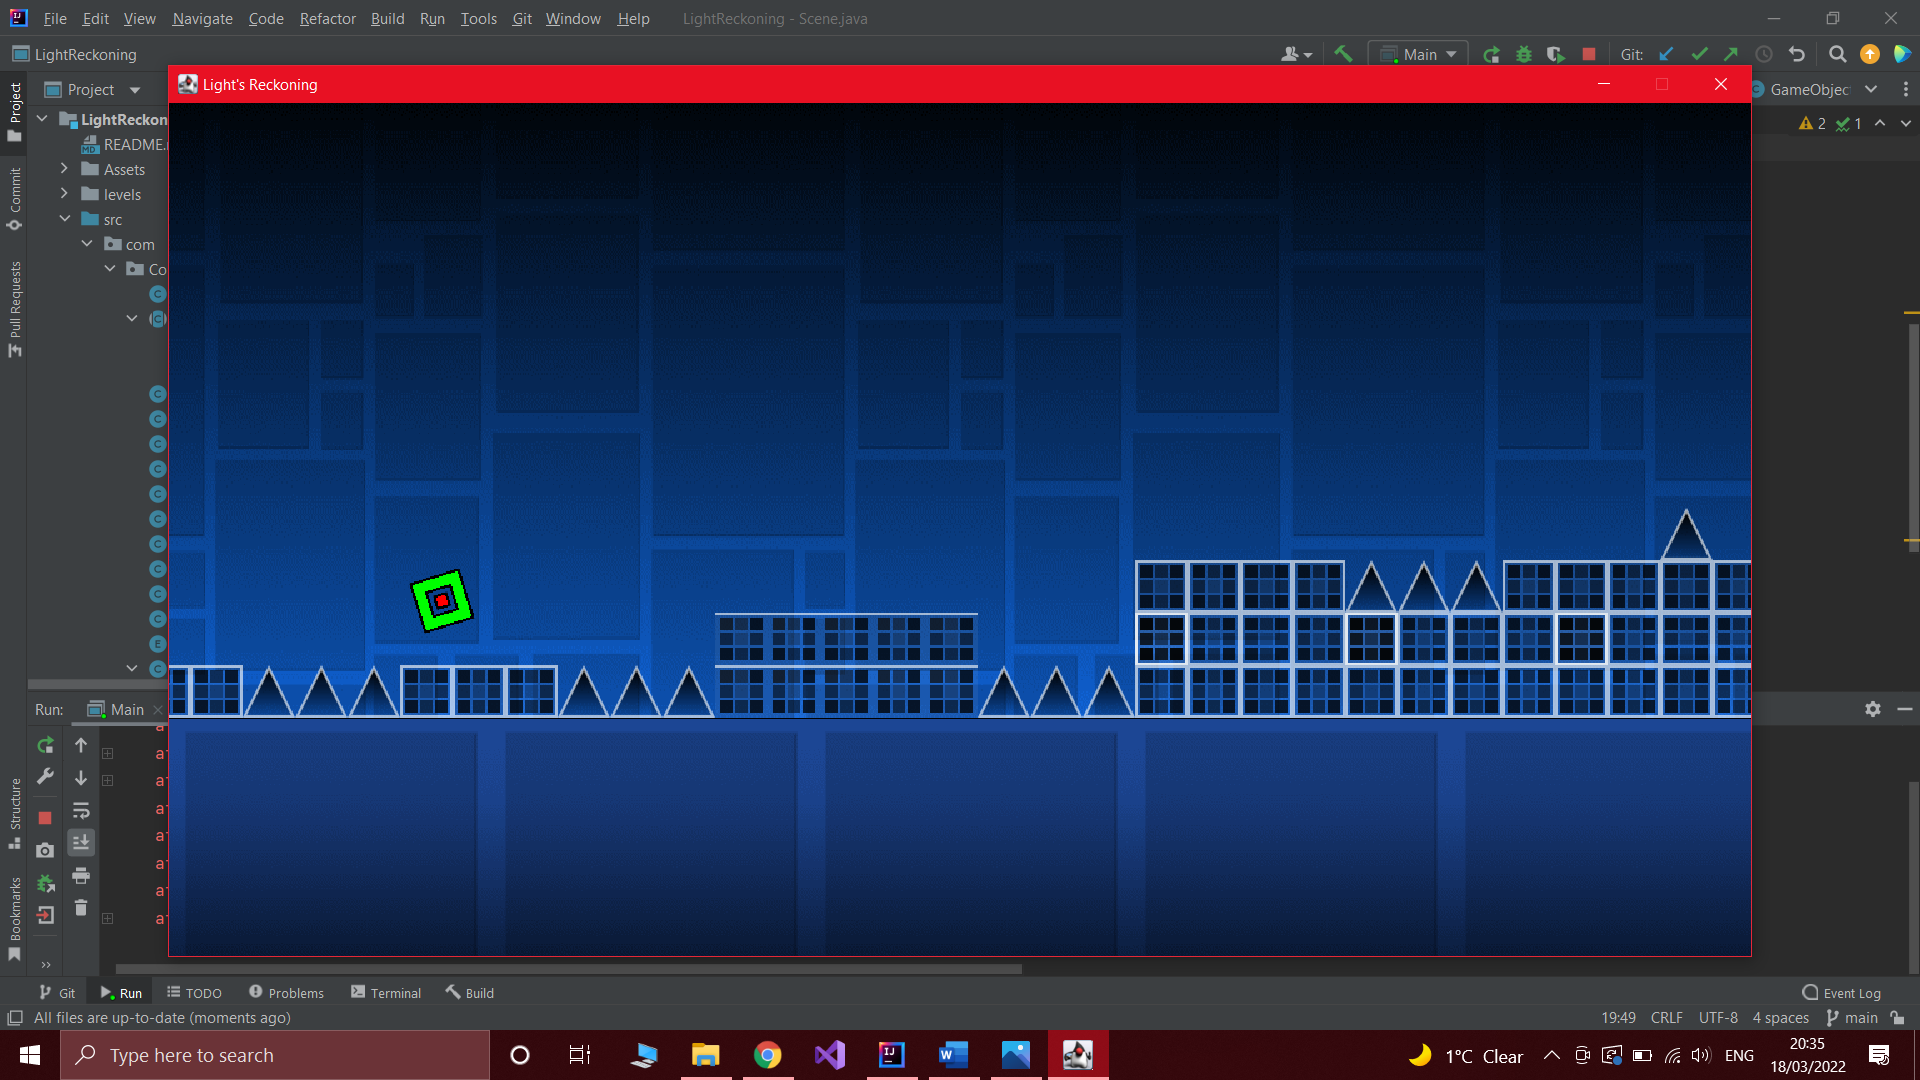 File Edit View Navigate Code Refactor Build Run Tools Git Window Help LightReckoning - Scene.java
LightReckoning Main Git:
Light's Reckoning
Project GameObjec
2 1
LightReckon
README.
Assets
levels
src
com
Co
Project
Commit
Pull Requests
Structure
Bookmarks
Run: Main
a
a
a
a
a
a
a
a
Git Run TODO Problems Terminal Build Event Log
All files are up-to-date (moments ago) 19:49 CRLF UTF-8 4 spaces main
Type here to search 1°C Clear ENG 20:35
18/03/2022